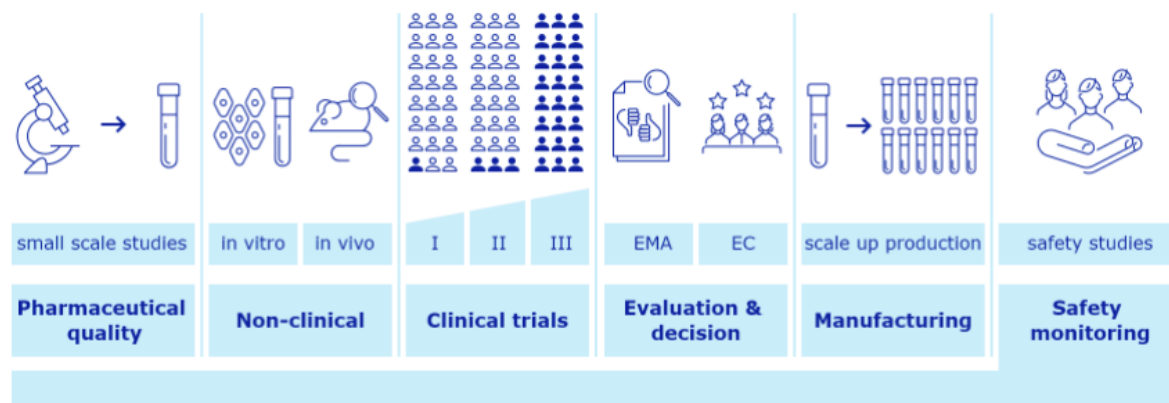 small scale studies
in vitro
in vivo
I
II
III
EMA
EC
scale up production
safety studies
Pharmaceutical
quality
Non-clinical
Clinical trials
Evaluation &
decision
Manufacturing
Safety
monitoring